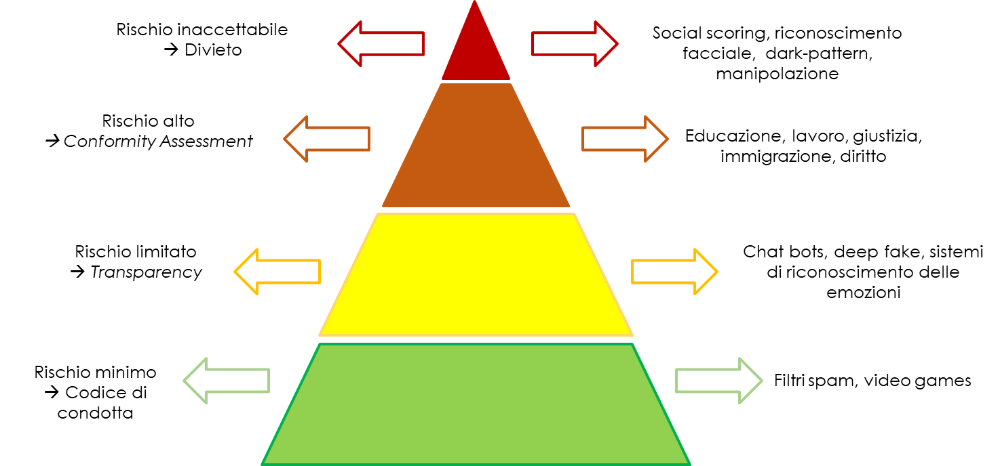 Rischio inaccettabile
→ Divieto
Social scoring, riconoscimento
facciale, dark-pattern,
manipolazione
Rischio alto
→ Conformity Assessment
Educazione, lavoro, giustizia,
immigrazione, diritto
Rischio limitato
→ Transparency
Chat bots, deep fake, sistemi
di riconoscimento delle
emozioni
Rischio minimo
→ Codice di
condotta
Filtri spam, video games